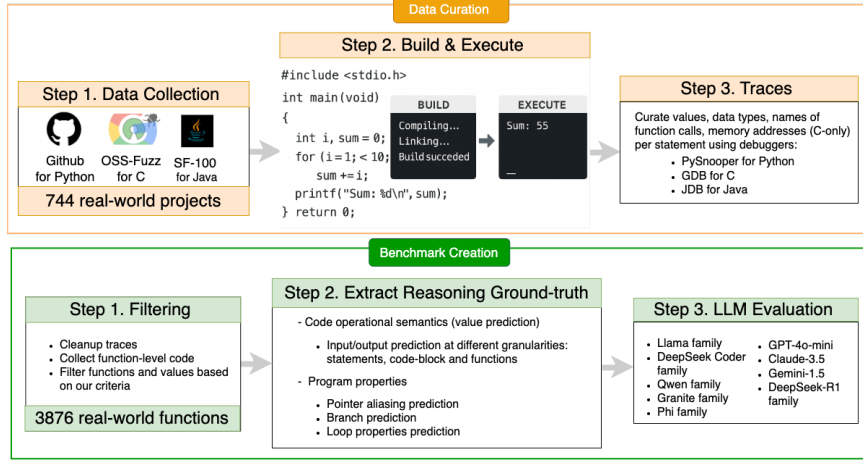 Data Curation
Step 1. Data Collection
Github
for Python
OSS-Fuzz
for C
SF-100
for Java
744 real-world projects
Step 2. Build & Execute
#include <stdio.h>
int main(void)
{
int i, sum = 0;
for (i = 1; < 10;
sum += i;
printf("Sum: %d\n", sum);
} return 0;
BUILD
Compiling...
Linking...
Build succeded
EXECUTE
Sum: 55
Step 3. Traces
Curate values, data types, names of
function calls, memory addresses (C-only)
per statement using debuggers:
• PySnooper for Python
• GDB for C
• JDB for Java
Benchmark Creation
Step 1. Filtering
• Cleanup traces
• Collect function-level code
• Filter functions and values based
on our criteria
3876 real-world functions
Step 2. Extract Reasoning Ground-truth
- Code operational semantics (value prediction)
• Input/output prediction at different granularities:
statements, code-block and functions
- Program properties
• Pointer aliasing prediction
• Branch prediction
• Loop properties prediction
Step 3. LLM Evaluation
• Llama family
• DeepSeek Coder
family
• Qwen family
• Granite family
• Phi family
• GPT-4o-mini
• Claude-3.5
• Gemini-1.5
• DeepSeek-R1
family